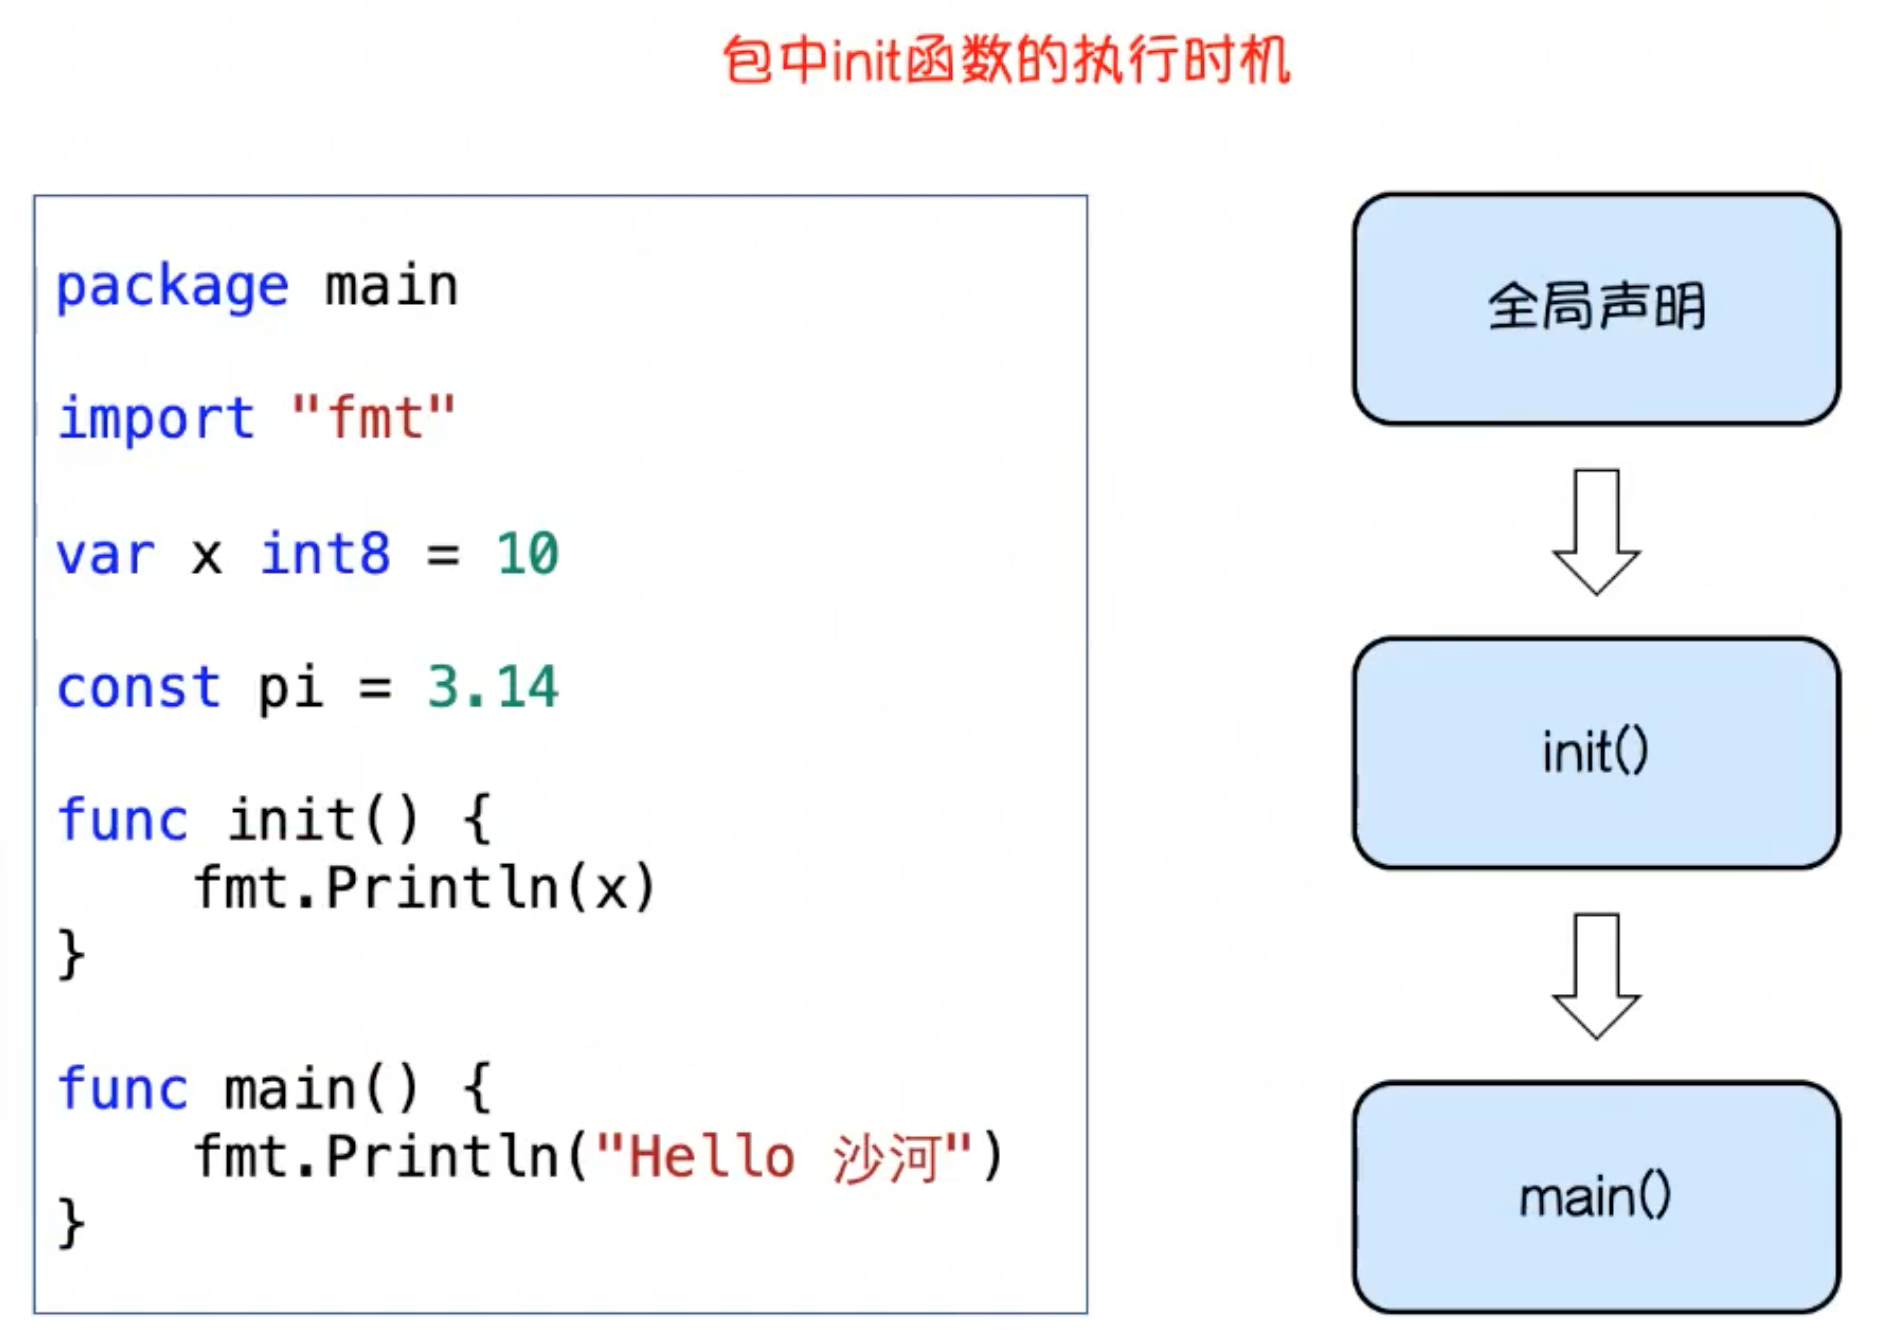 包中init函数的执行时机
package main
import "fmt"
var x int8 = 10
const pi = 3.14
func init() {
    fmt.Println(x)
}
func main() {
    fmt.Println("Hello 沙河")
}
全局声明
init()
main()